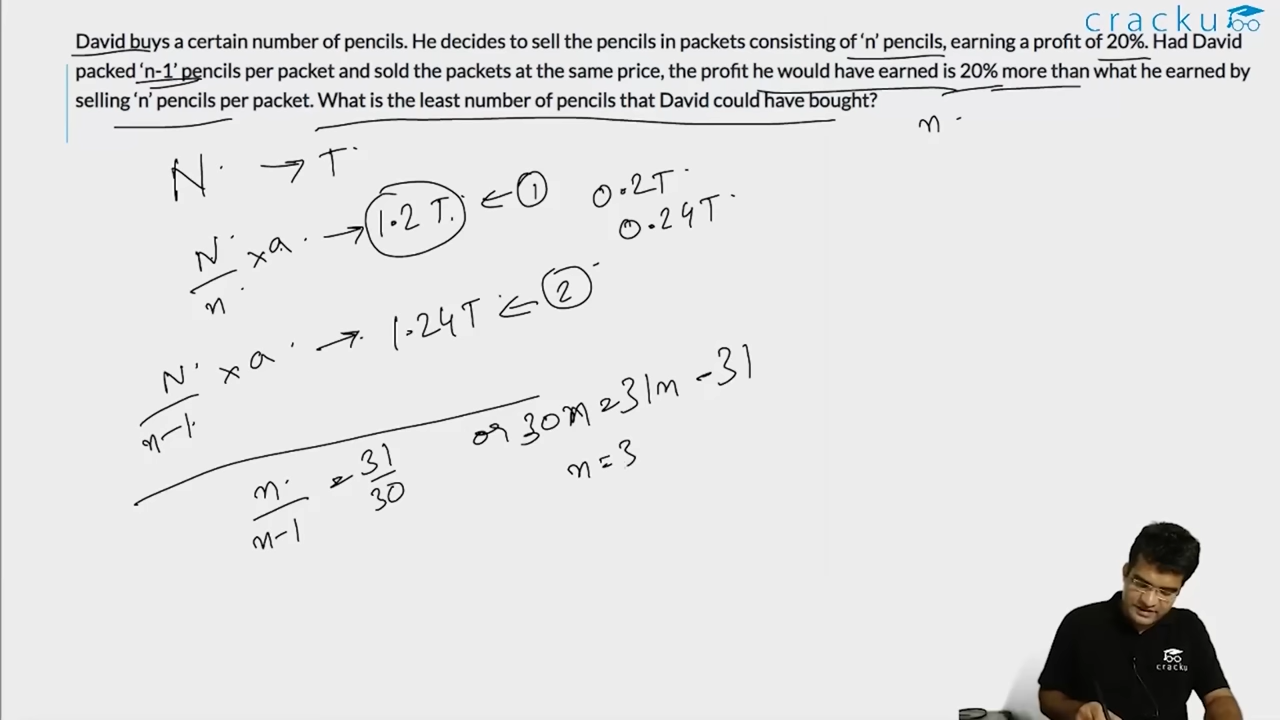 cracku
David buys a certain number of pencils. He decides to sell the pencils in packets consisting of ‘n’ pencils, earning a profit of 20%. Had David
packed ‘n-1’ pencils per packet and sold the packets at the same price, the profit he would have earned is 20% more than what he earned by
selling ‘n’ pencils per packet. What is the least number of pencils that David could have bought?
n
N → T
N/n × a → 1.2 T. ← 1
0.2T
0.24T
N/n-1 × a → 1.24T ← 2
n/n-1 = 31/30 or 30n = 31n - 31
n = 3
cracku